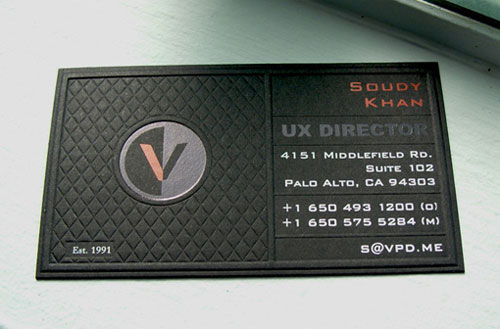 V
Est. 1991
Soudy
Khan
UX DIRECTOR
4151 Middlefield Rd.
Suite 102
Palo Alto, CA 94303
+1 650 493 1200 (o)
+1 650 575 5284 (m)
s@vpd.me